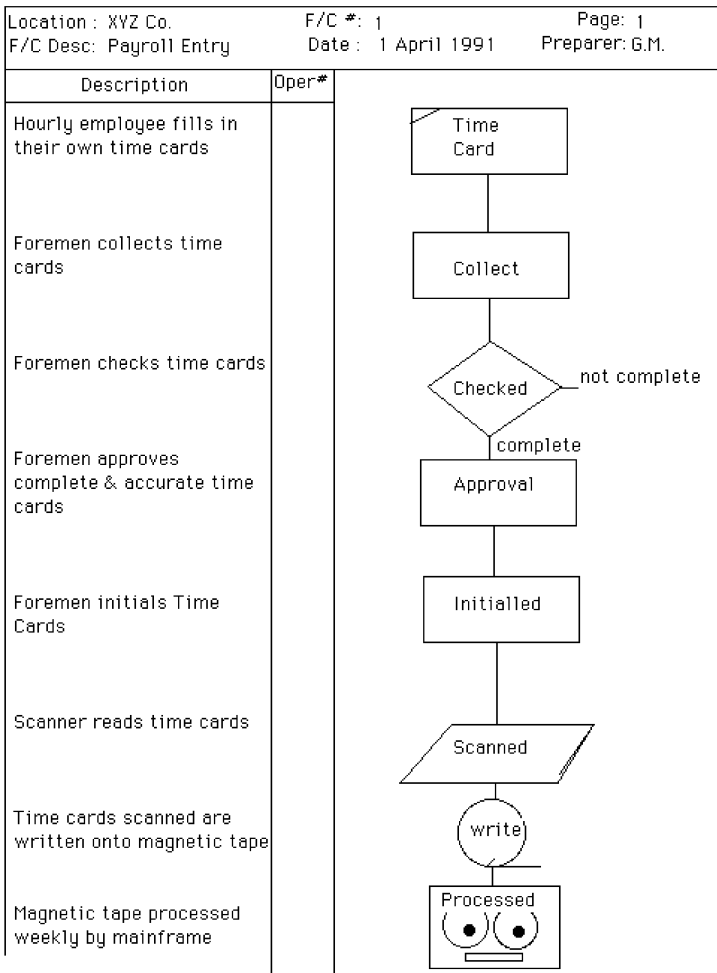 Location : XYZ Co. F/C #: 1 Page: 1
F/C Desc: Payroll Entry Date : 1 April 1991 Preparer: G.M.
Description Oper#
Hourly employee fills in
their own time cards
Time
Card
Foremen collects time
cards
Collect
Foremen checks time cards
Checked
not complete
complete
Foremen approves
complete & accurate time
cards
Approval
Foremen initials Time
Cards
Initialled
Scanner reads time cards
Scanned
Time cards scanned are
written onto magnetic tape
write
Magnetic tape processed
weekly by mainframe
Processed